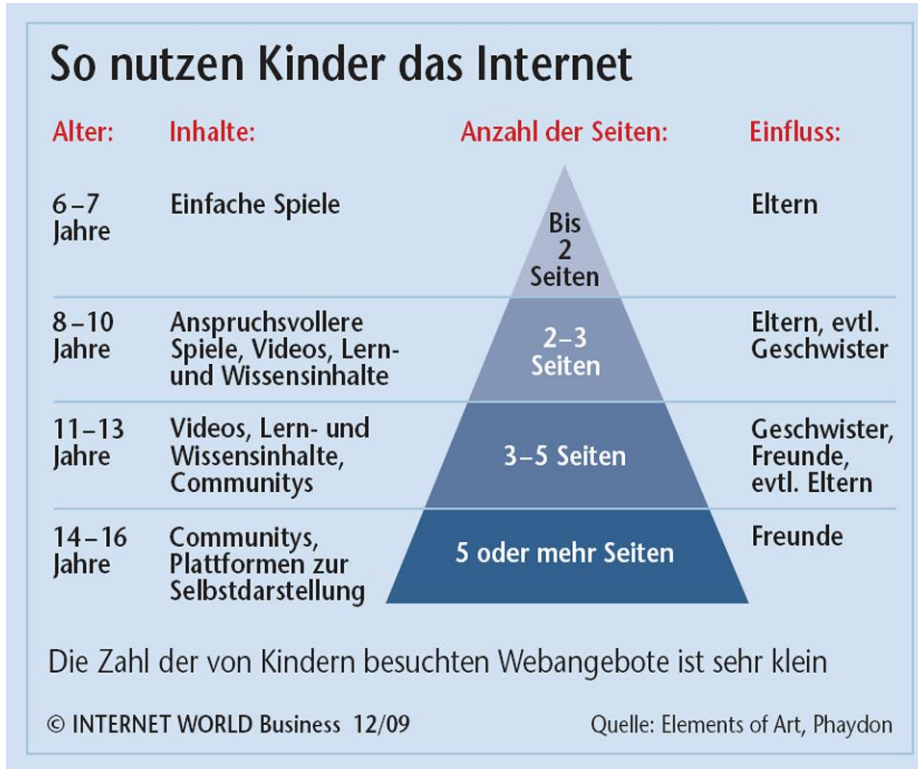 So nutzen Kinder das Internet
Alter: Inhalte: Anzahl der Seiten: Einfluss:
6–7
Jahre
Einfache Spiele
Bis
2
Seiten
Eltern
8–10
Jahre
Anspruchsvollere
Spiele, Videos, Lern-
und Wissensinhalte
2–3
Seiten
Eltern, evtl.
Geschwister
11–13
Jahre
Videos, Lern- und
Wissensinhalte,
Communitys
3–5 Seiten
Geschwister,
Freunde,
evtl. Eltern
14–16
Jahre
Communitys,
Plattformen zur
Selbstdarstellung
5 oder mehr Seiten
Freunde
Die Zahl der von Kindern besuchten Webangebote ist sehr klein
© INTERNET WORLD Business 12/09
Quelle: Elements of Art, Phaydon